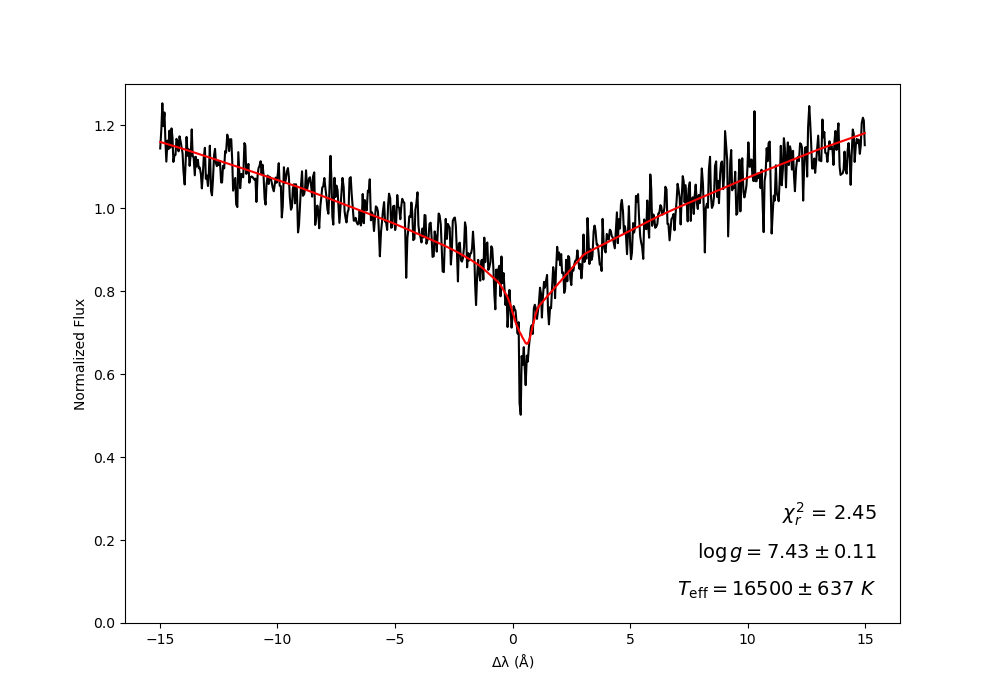 1.2
1.0
0.8
0.6
0.4
0.2
0.0
Normalized Flux
χ²ᵣ = 2.45
log g = 7.43 ± 0.11
T_eff = 16500 ± 637 K
−15 −10 −5 0 5 10 15
Δλ (Å)